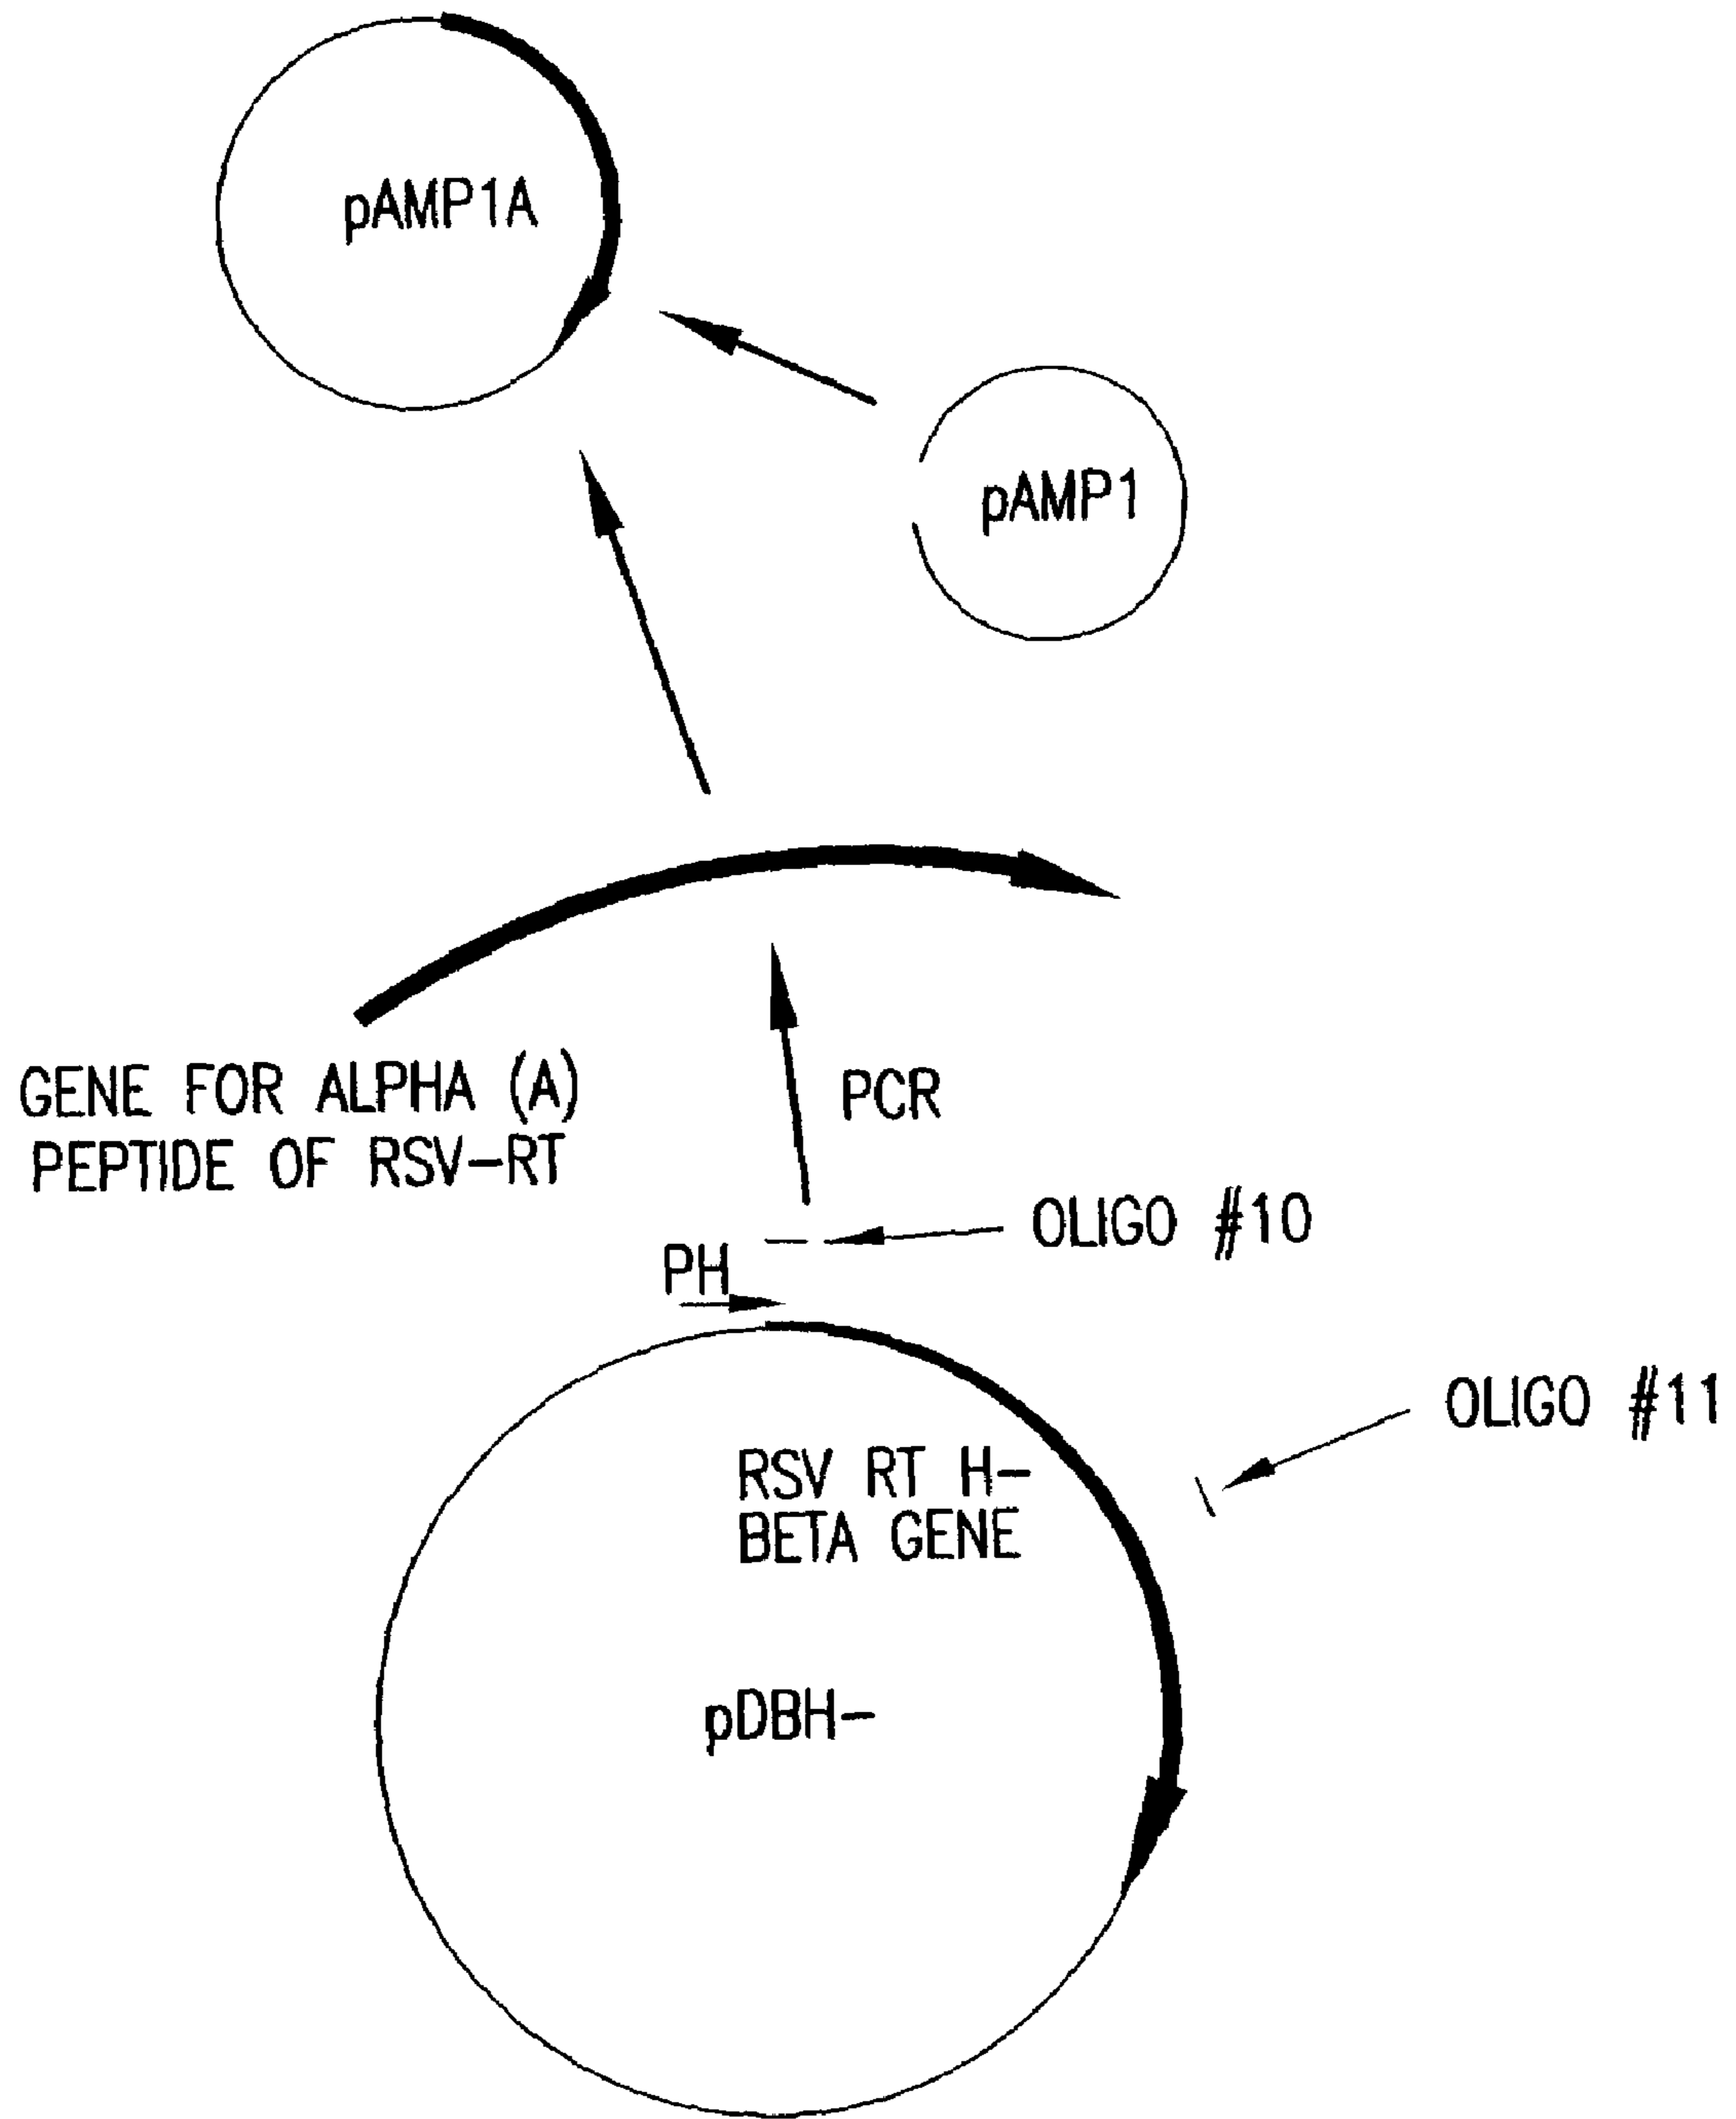 pAMP1A
pAMP1
GENE FOR ALPHA (A)
PEPTIDE OF RSV-RT
PCR
OLIGO #10
PH
OLIGO #11
RSV RT H-
BETA GENE
pDBH-